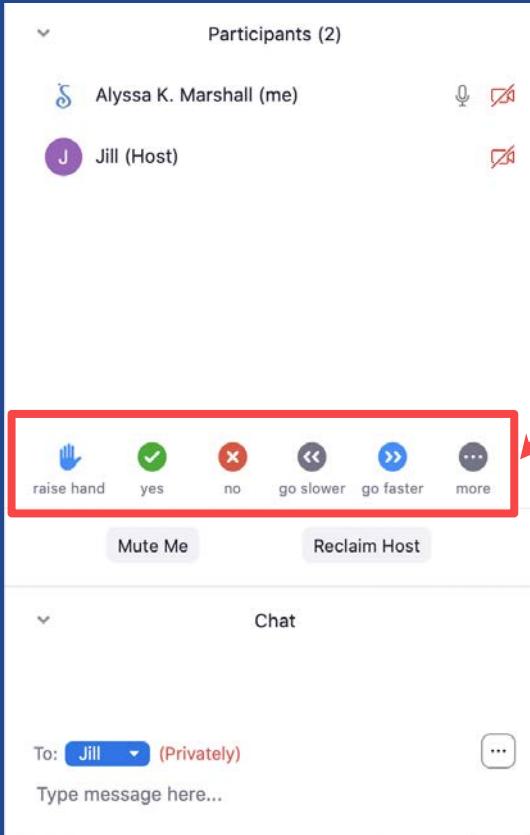 Participants (2)
Alyssa K. Marshall (me)
J Jill (Host)
raise hand yes no go slower go faster more
Mute Me Reclaim Host
Chat
To: Jill (Privately)
Type message here...